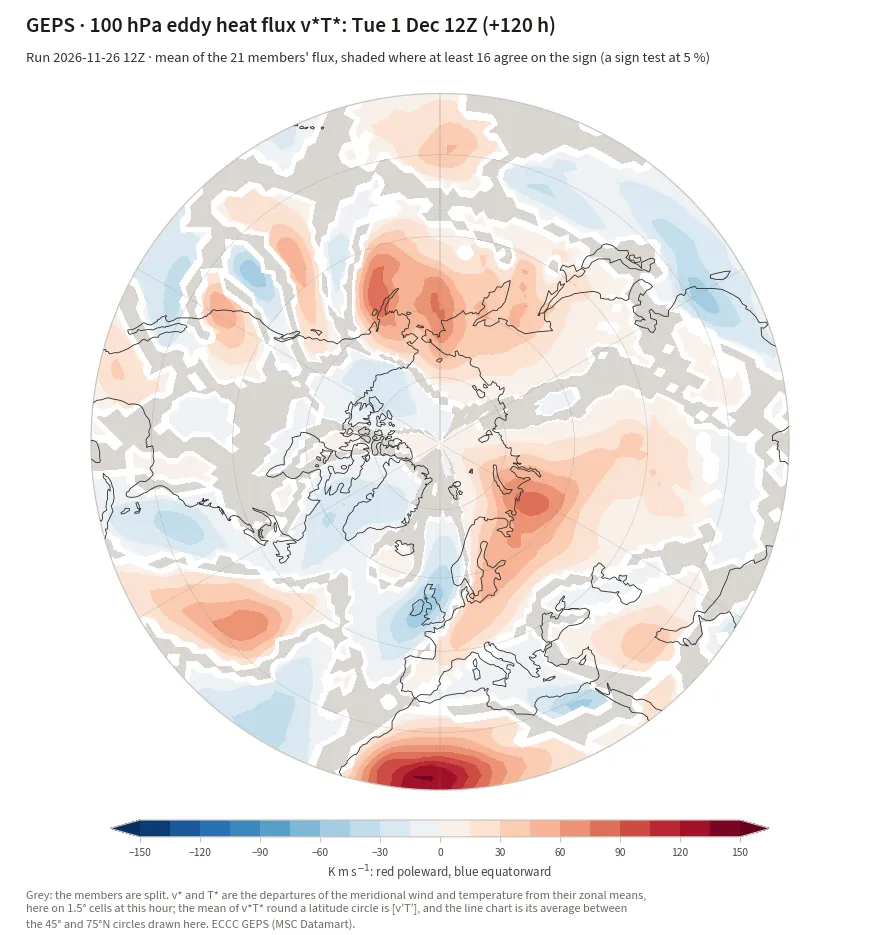 GEPS · 100 hPa eddy heat flux v*T*: Tue 1 Dec 12Z (+120 h)
Run 2026-11-26 12Z · mean of the 21 members' flux, shaded where at least 16 agree on the sign (a sign test at 5 %)
−150 −120 −90 −60 −30 0 30 60 90 120 150
K m s⁻¹: red poleward, blue equatorward
Grey: the members are split. v* and T* are the departures of the meridional wind and temperature from their zonal means,
here on 1.5° cells at this hour; the mean of v*T* round a latitude circle is [v'T'], and the line chart is its average between
the 45° and 75°N circles drawn here. ECCC GEPS (MSC Datamart).